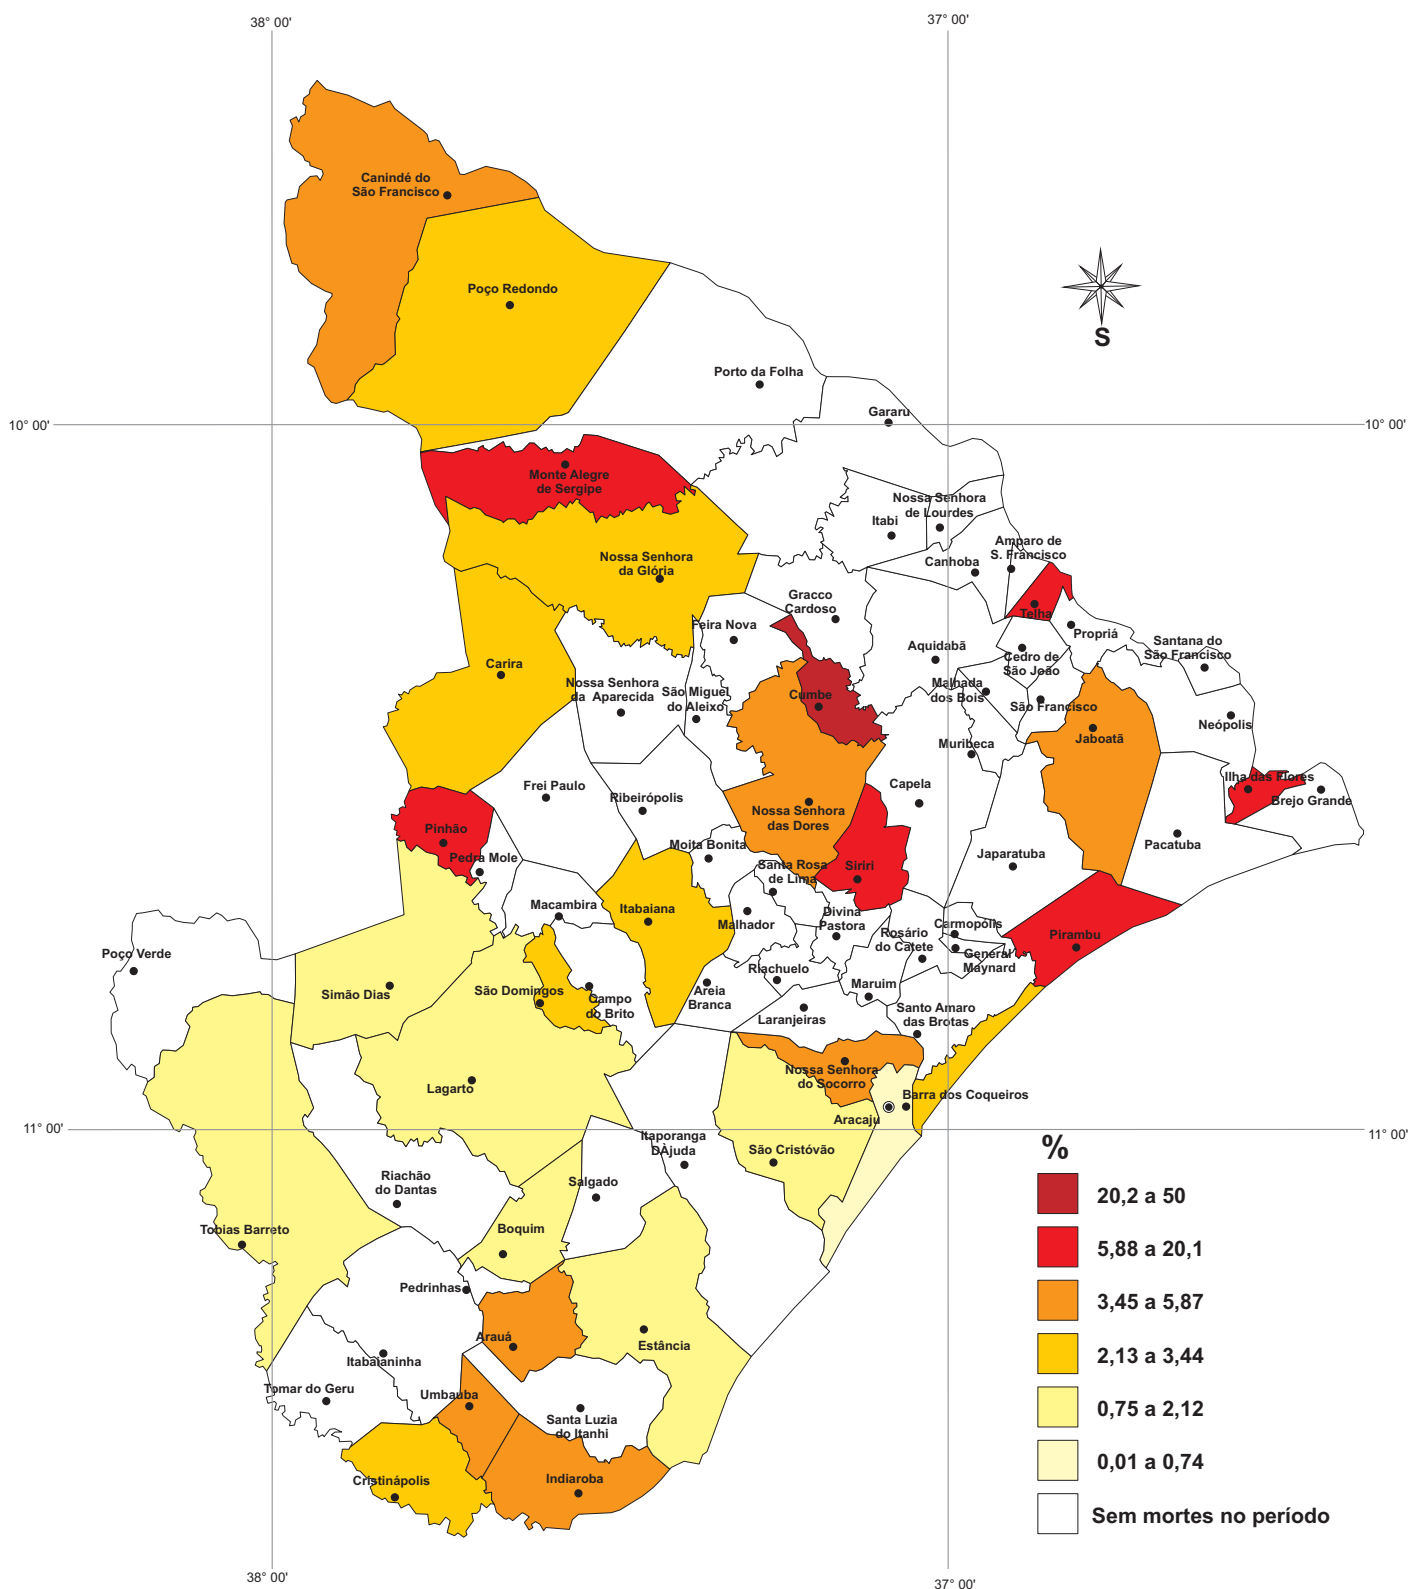 38° 00'
37° 00'
Canindé do
São Francisco
Poço Redondo
S
Porto da Folha
Gararu
10° 00'
10° 00'
Monte Alegre
de Sergipe
Nossa Senhora
de Lourdes
Itabi
Amparo de
S. Francisco
Canhoba
Nossa Senhora
da Glória
Gracco
Cardoso
Telha
Feira Nova
Propriá
Santana do
São Francisco
Aquidabã
Cedro de
São João
Carira
Nossa Senhora
da Aparecida
São Miguel
do Aleixo
Cumbe
Malhada
dos Bois
São Francisco
Neópolis
Jaboatã
Muribeca
Frei Paulo
Ribeirópolis
Capela
Ilha das Flores
Brejo Grande
Nossa Senhora
das Dores
Pinhão
Pedra Mole
Moita Bonita
Santa Rosa
de Lima
Siriri
Japaratuba
Pacatuba
Macambira
Itabaiana
Malhador
Divina
Pastora
Rosário
do Catete
Carmopólis
Pirambu
General
Maynard
Poço Verde
Simão Dias
São Domingos
Campo
do Brito
Areia
Branca
Riachuelo
Maruim
Laranjeiras
Santo Amaro
das Brotas
Nossa Senhora
do Socorro
Lagarto
Barra dos Coqueiros
Aracaju
11° 00'
11° 00'
Itaporanga
DÀjuda
São Cristóvão
Riachão
do Dantas
Salgado
Tobias Barreto
Boquim
Pedrinhas
Arauá
Estância
Itabaianinha
Tomar do Geru
Umbauba
Santa Luzia
do Itanhi
Cristinápolis
Indiaroba
%
20,2 a 50
5,88 a 20,1
3,45 a 5,87
2,13 a 3,44
0,75 a 2,12
0,01 a 0,74
Sem mortes no período
38° 00'
37° 00'